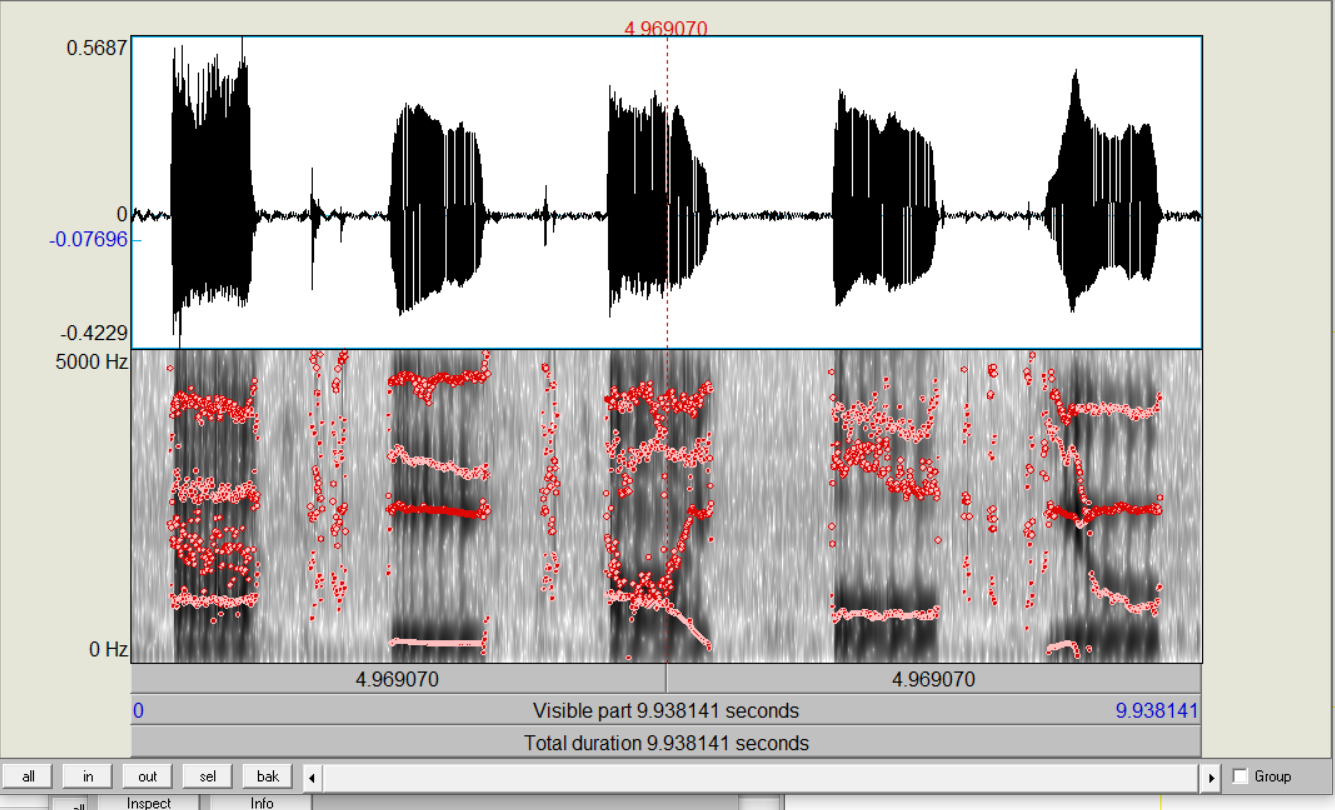 4.969070
0.5687
0
-0.07696
-0.4229
5000 Hz
0 Hz
4.969070 4.969070
0 Visible part 9.938141 seconds 9.938141
Total duration 9.938141 seconds
all in out sel bak Group
all Inspect Info